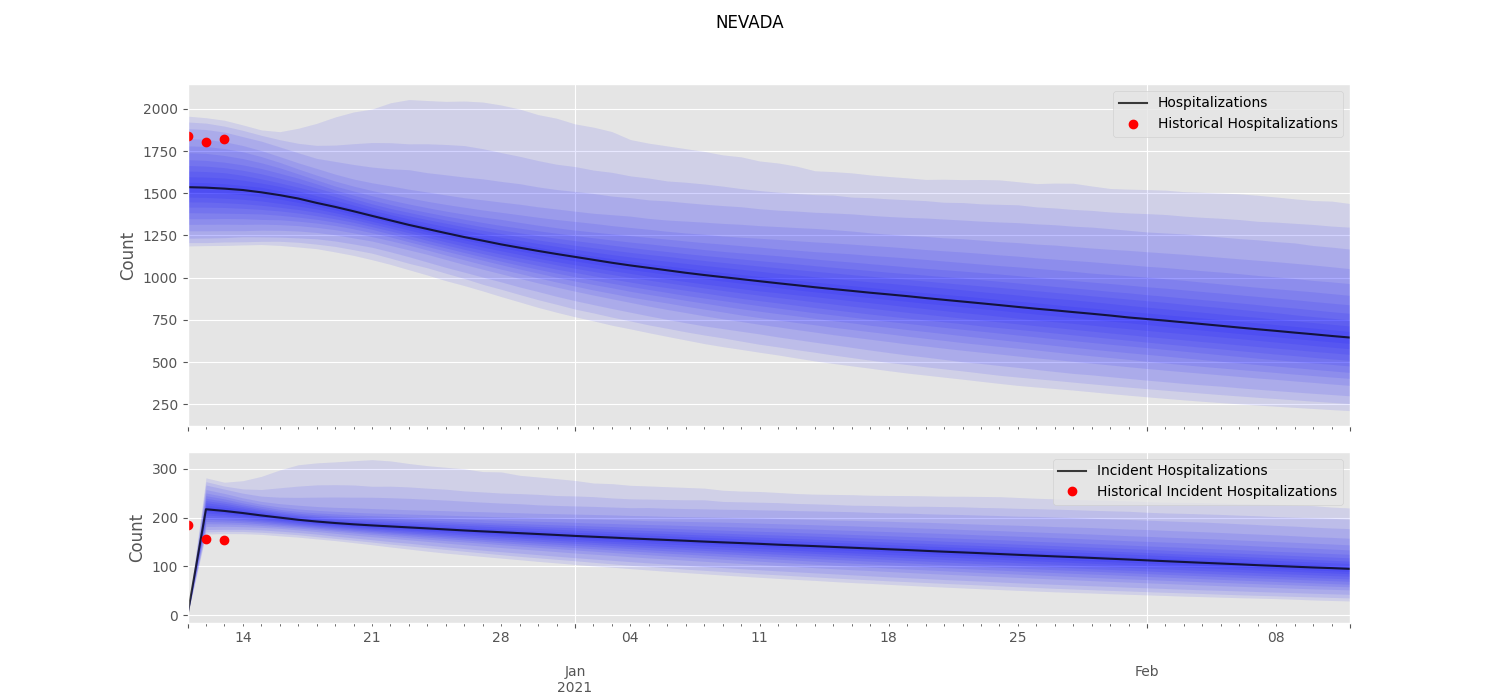 NEVADA
Hospitalizations
Historical Hospitalizations
Count
2000
1750
1500
1250
1000
750
500
250
Incident Hospitalizations
Historical Incident Hospitalizations
Count
300
200
100
0
14 21 28 04 11 18 25 08
Jan Feb
2021